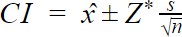 CI = x̂ ± Z* s/√n